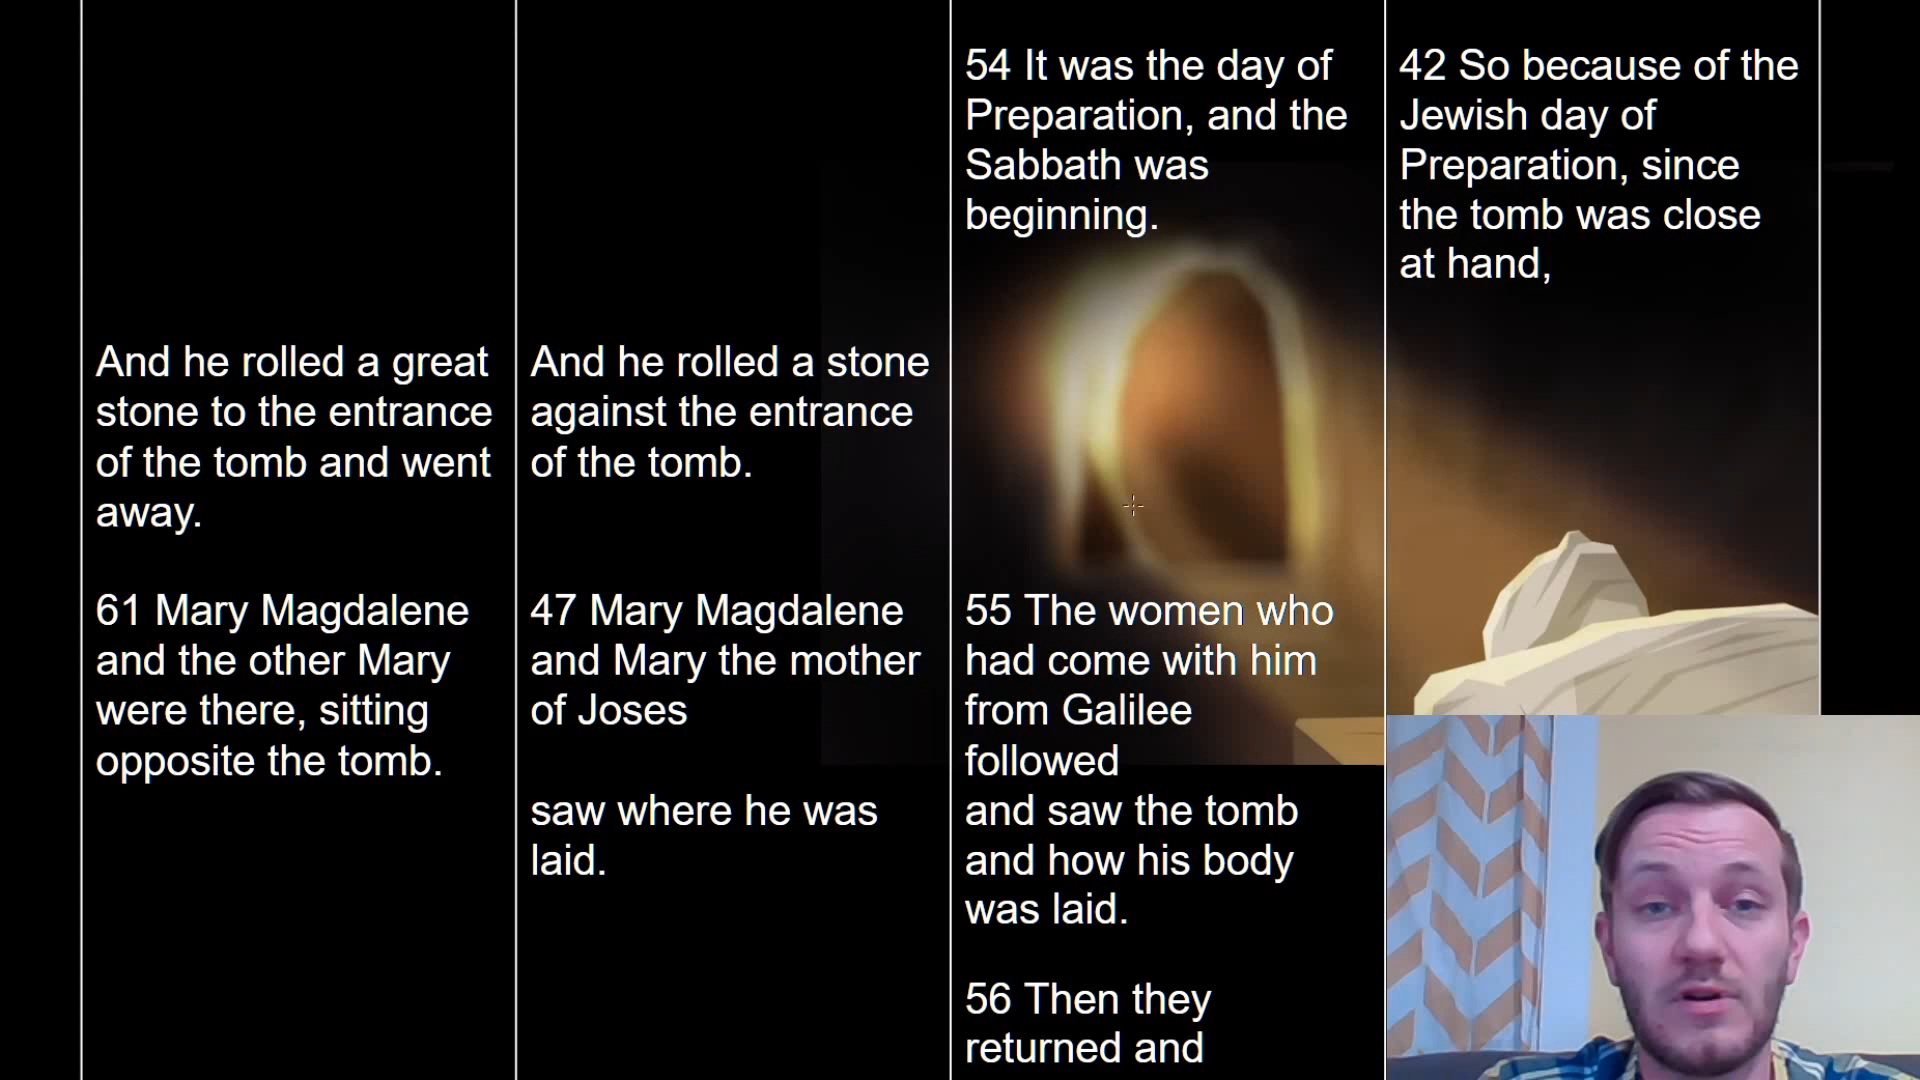 And he rolled a great
stone to the entrance
of the tomb and went
away.
61 Mary Magdalene
and the other Mary
were there, sitting
opposite the tomb.
And he rolled a stone
against the entrance
of the tomb.
47 Mary Magdalene
and Mary the mother
of Joses
saw where he was
laid.
54 It was the day of
Preparation, and the
Sabbath was
beginning.
55 The women who
had come with him
from Galilee
followed
and saw the tomb
and how his body
was laid.
56 Then they
returned and
42 So because of the
Jewish day of
Preparation, since
the tomb was close
at hand,